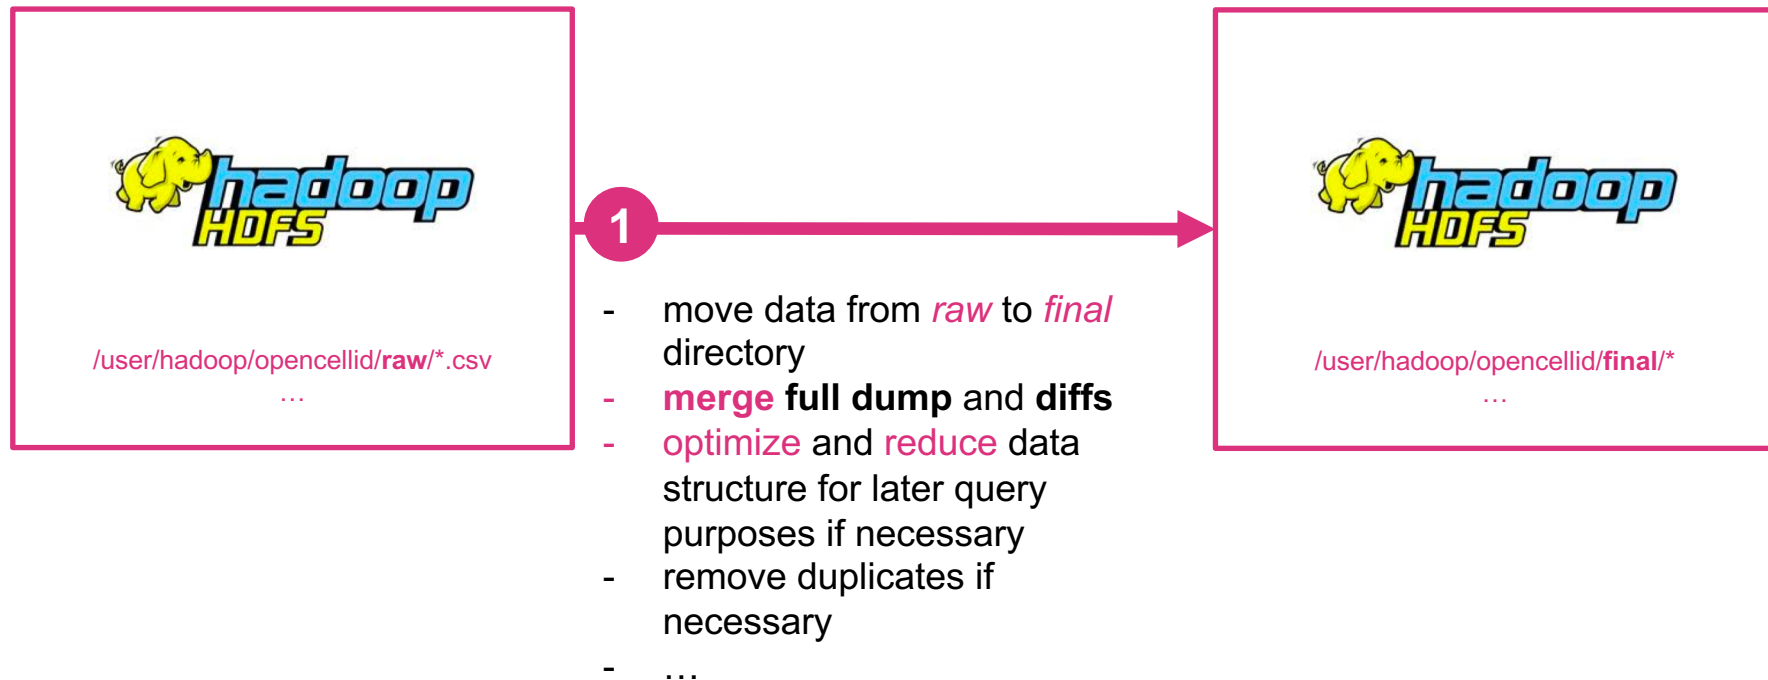 hadoop
HDFS
/user/hadoop/opencellid/raw/*.csv
…
1
- move data from raw to final
directory
- merge full dump and diffs
- optimize and reduce data
structure for later query
purposes if necessary
- remove duplicates if
necessary
- …
hadoop
HDFS
/user/hadoop/opencellid/final/*
…